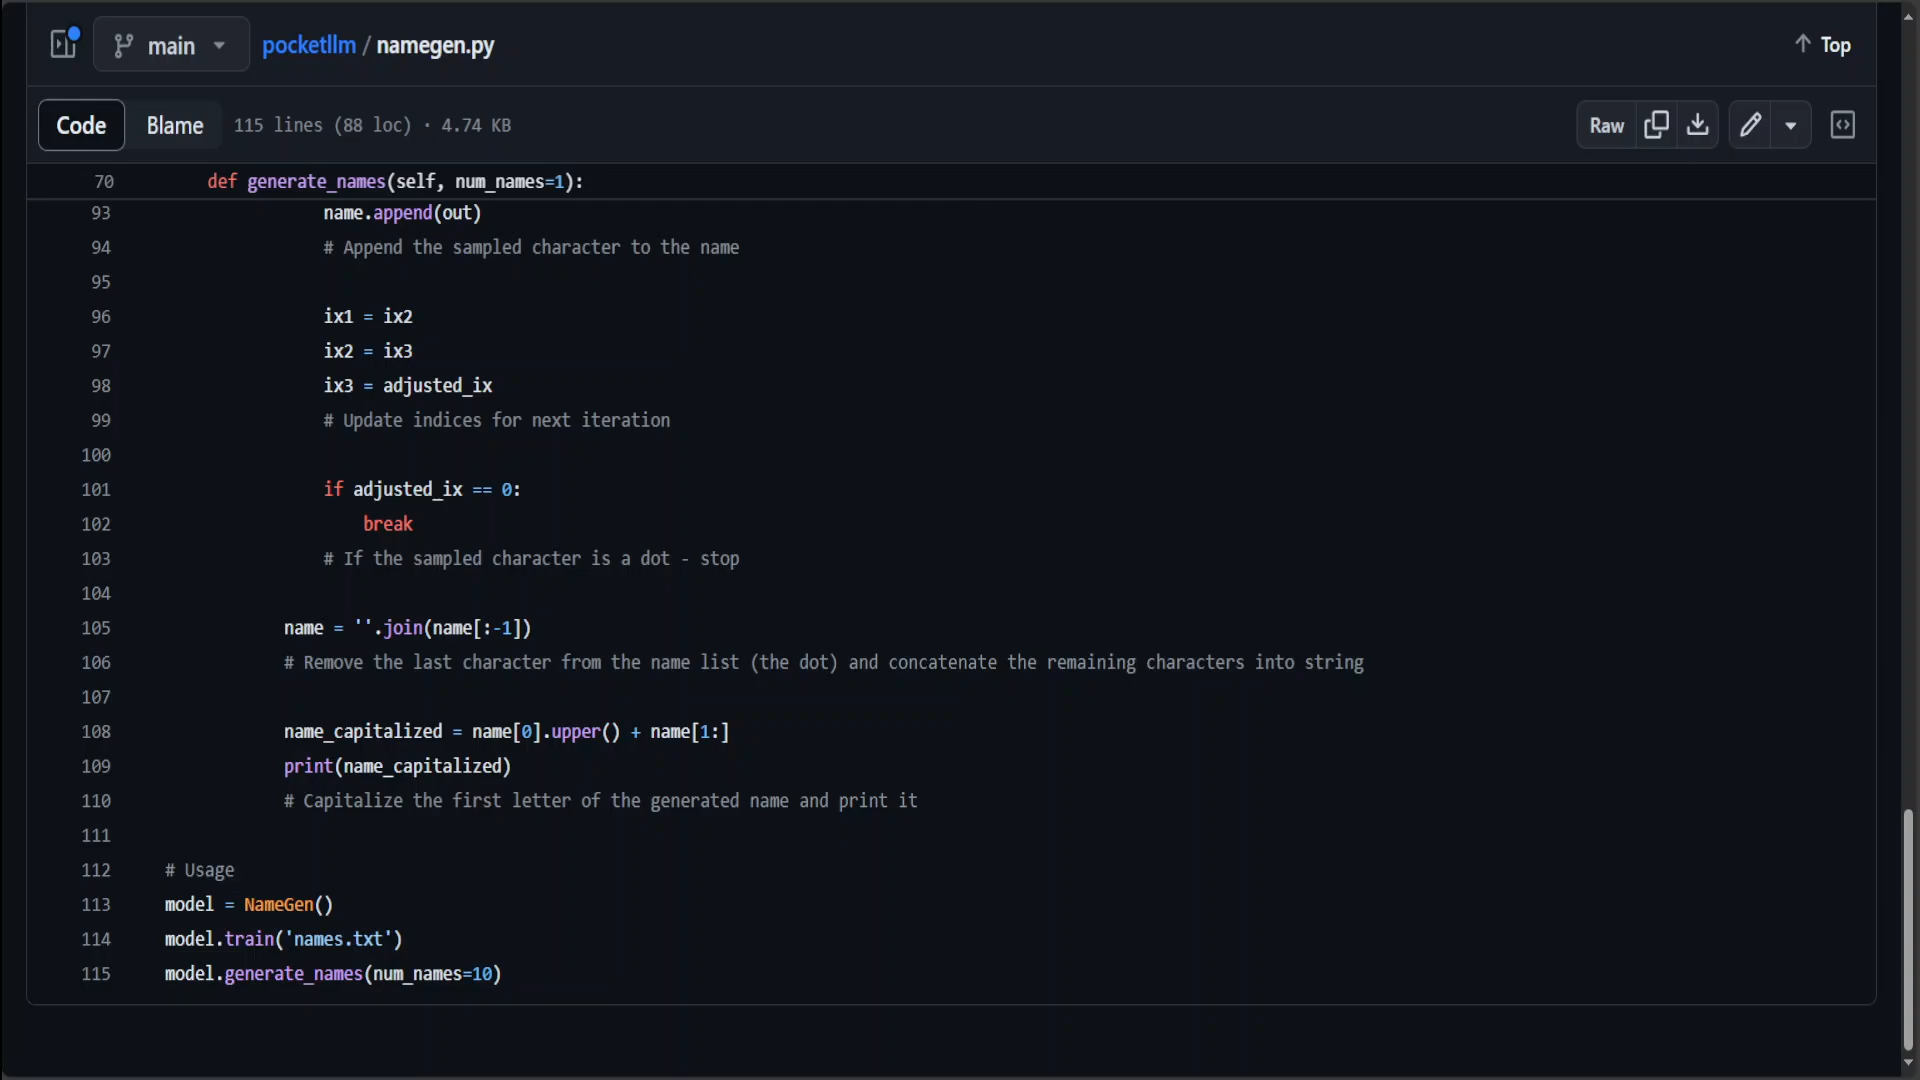 main
pocketllm / namegen.py
Top
Code
Blame
115 lines (88 loc) · 4.74 KB
Raw
70 def generate_names(self, num_names=1):
93 name.append(out)
94 # Append the sampled character to the name
95
96 ix1 = ix2
97 ix2 = ix3
98 ix3 = adjusted_ix
99 # Update indices for next iteration
100
101 if adjusted_ix == 0:
102 break
103 # If the sampled character is a dot - stop
104
105 name = ''.join(name[:-1])
106 # Remove the last character from the name list (the dot) and concatenate the remaining characters into string
107
108 name_capitalized = name[0].upper() + name[1:]
109 print(name_capitalized)
110 # Capitalize the first letter of the generated name and print it
111
112 # Usage
113 model = NameGen()
114 model.train('names.txt')
115 model.generate_names(num_names=10)